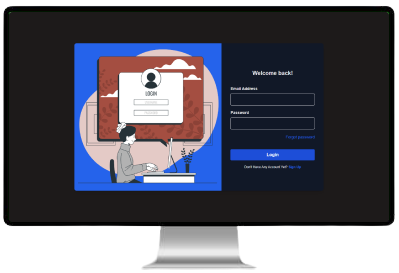 LOGIN
Welcome back!
Email Address
Password
Forgot password
Login
Don't have any account Yet? Sign Up